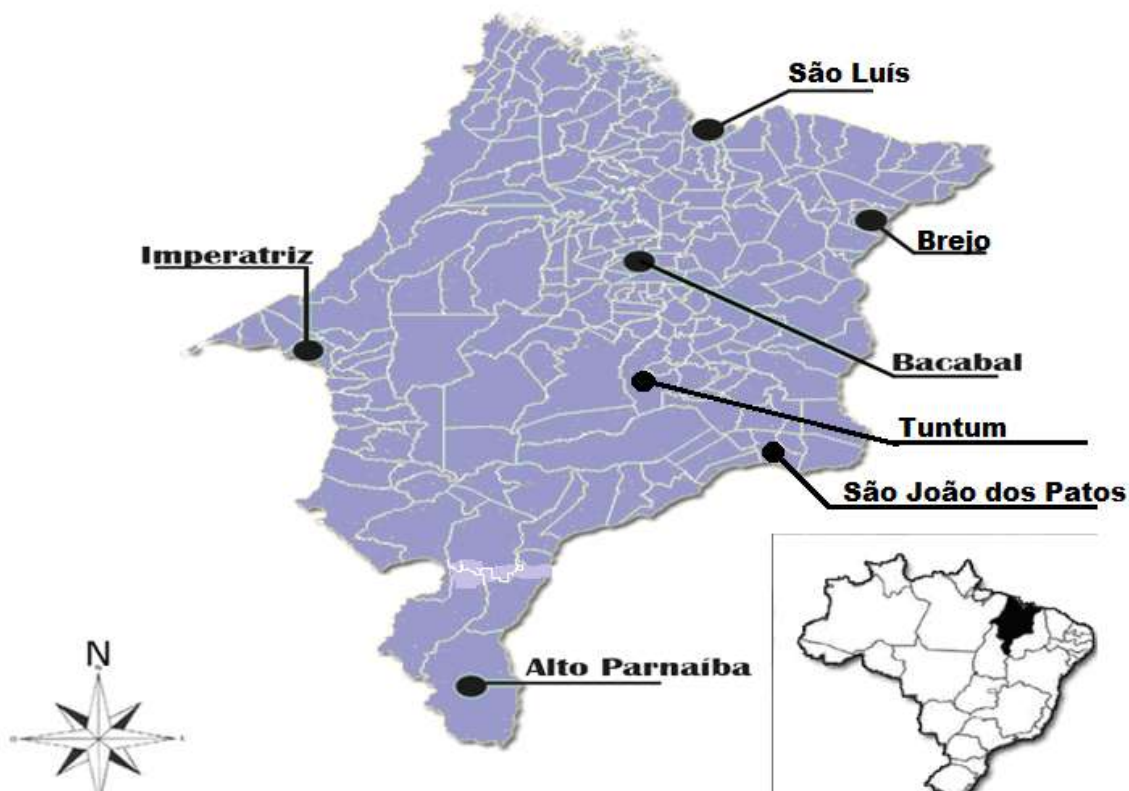 São Luís
Brejo
Imperatriz
Bacabal
Tuntum
São João dos Patos
Alto Parnaíba
N